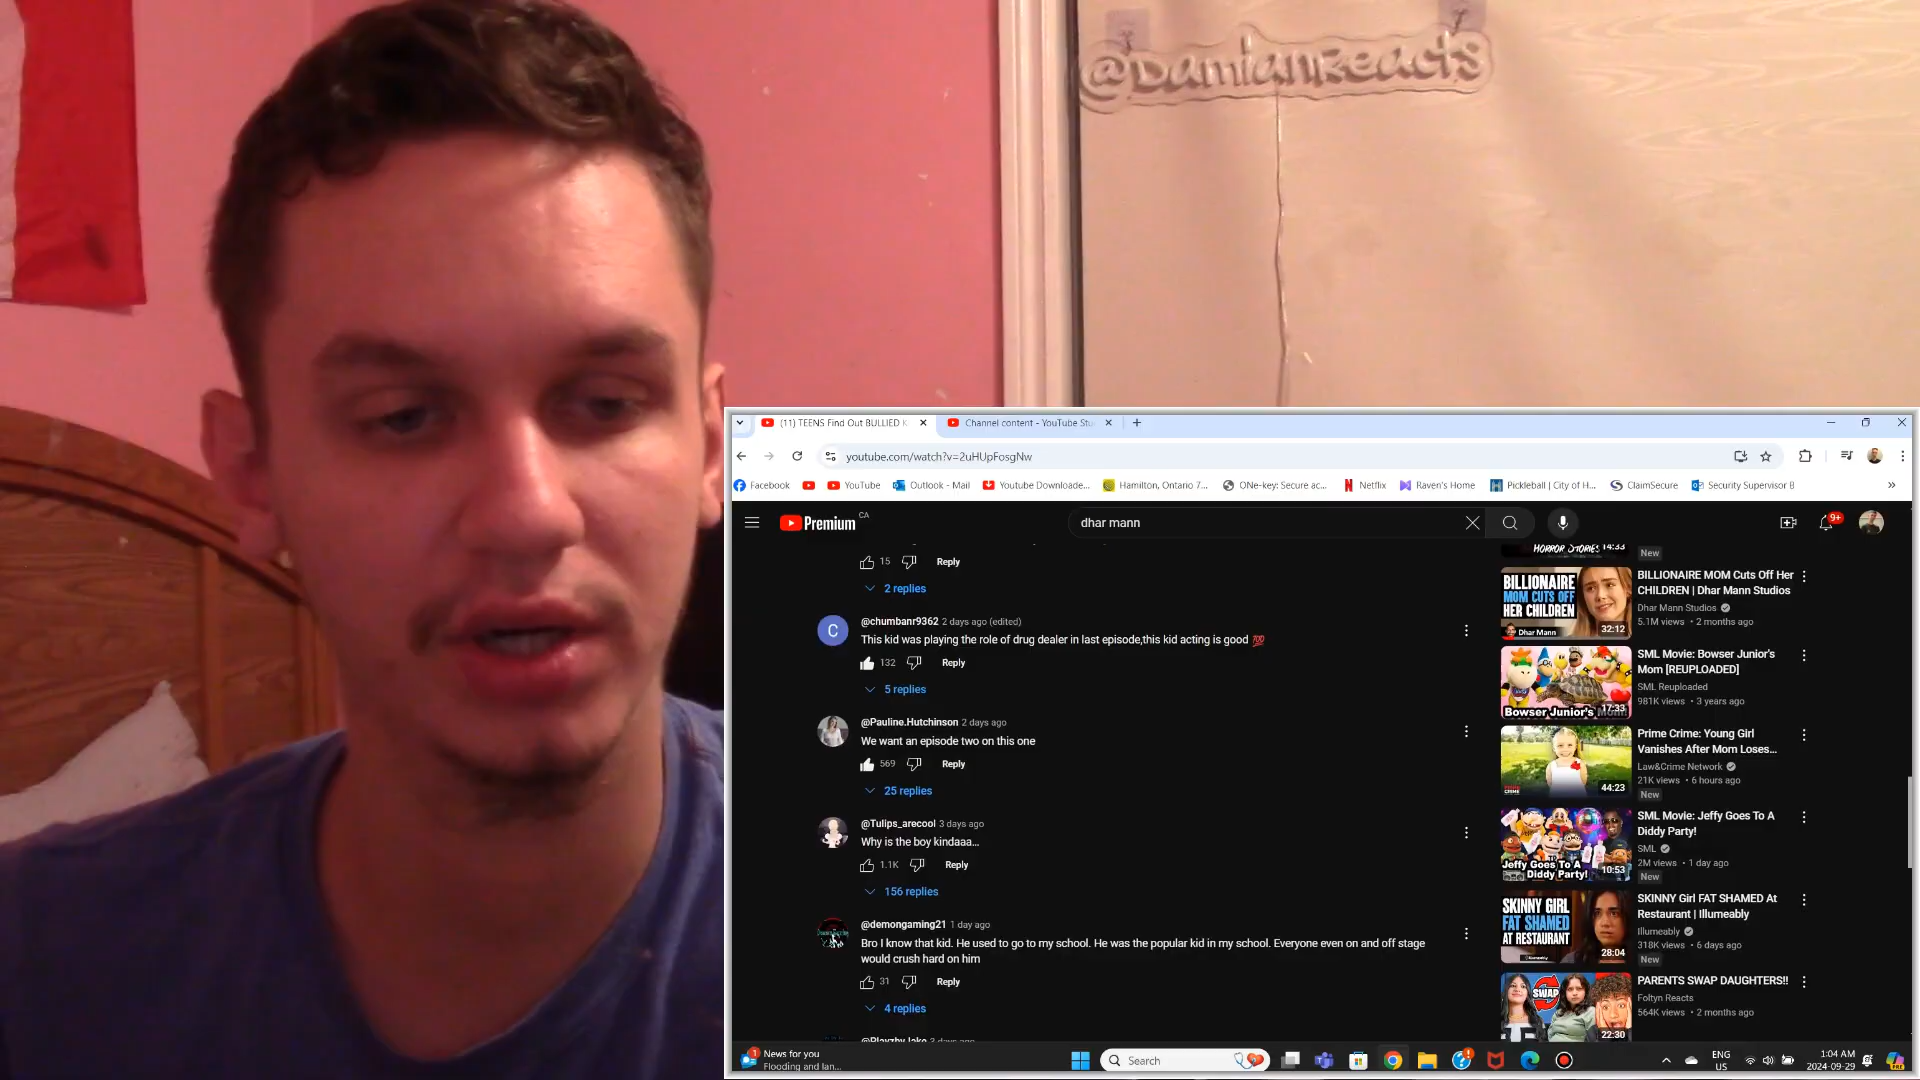 @DamianReacts
(11) TEENS Find Out BULLIED K
Channel content - YouTube Stu
youtube.com/watch?v=2uHUpFosgNw
Facebook
YouTube
Outlook - Mail
Youtube Downloade...
Hamilton, Ontario 7...
ONe-key: Secure ac...
Netflix
Raven's Home
Pickleball | City of H...
ClaimSecure
Security Supervisor 8
Premium CA
dhar mann
9+
15
Reply
2 replies
@chumbanr9362 2 days ago (edited)
This kid was playing the role of drug dealer in last episode,this kid acting is good 💯
132
Reply
5 replies
@Pauline.Hutchinson 2 days ago
We want an episode two on this one
569
Reply
25 replies
@Tulips_arecool 3 days ago
Why is the boy kindaaa...
1.1K
Reply
156 replies
@demongaming21 1 day ago
Bro I know that kid. He used to go to my school. He was the popular kid in my school. Everyone even on and off stage
would crush hard on him
31
Reply
4 replies
HORROR STORIES 14:33
New
BILLIONAIRE
MOM CUTS OFF
HER CHILDREN
Dhar Mann
32:12
BILLIONAIRE MOM Cuts Off Her
CHILDREN | Dhar Mann Studios
Dhar Mann Studios
5.1M views • 2 months ago
Bowser Junior's Mom
17:33
SML Movie: Bowser Junior's
Mom [REUPLOADED]
SML Reuploaded
981K views • 3 years ago
44:23
Prime Crime: Young Girl
Vanishes After Mom Loses...
Law&Crime Network
21K views • 6 hours ago
New
Jeffy Goes To A
Diddy Party!
10:53
SML Movie: Jeffy Goes To A
Diddy Party!
SML
2M views • 1 day ago
New
SKINNY GIRL
FAT SHAMED
AT RESTAURANT
28:04
SKINNY Girl FAT SHAMED At
Restaurant | Illumeably
Illumeably
318K views • 6 days ago
New
SWAP
22:30
PARENTS SWAP DAUGHTERS!!
Foltyn Reacts
564K views • 2 months ago
1
News for you
Flooding and lan...
Search
ENG
US
1:04 AM
2024-09-29